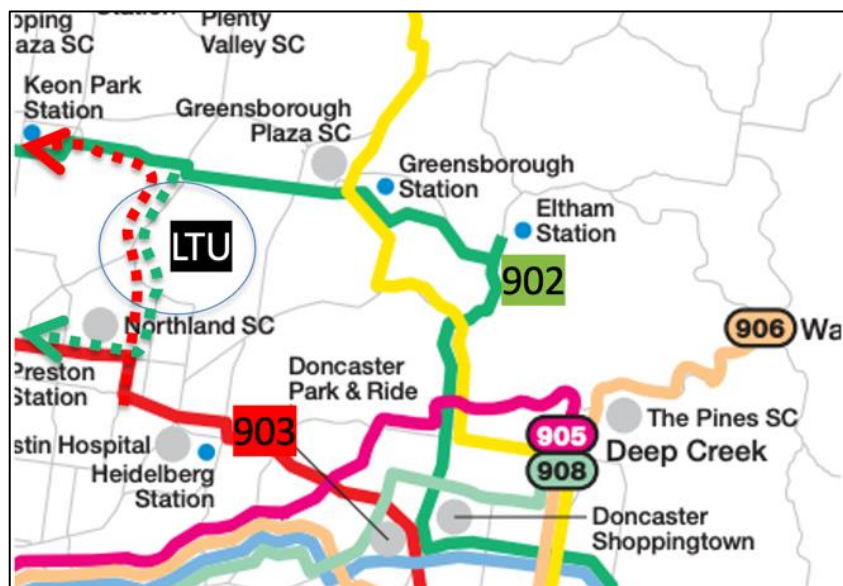 Plenty
Valley SC
aza SC
Keon Park
Station
Greensborough
Plaza SC
Greensborough
Station
Eltham
Station
LTU
902
Northland SC
906
Wa
Preston
Station
Doncaster
Park & Ride
The Pines SC
903
905
Deep Creek
908
stin Hospital
Heidelberg
Station
Doncaster
Shoppingtown